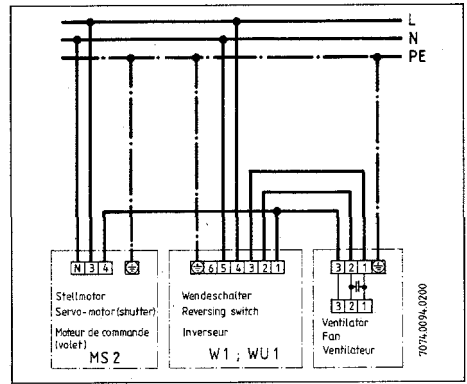 L
N
PE
N 3 4
6 5 4 3 2 1
3 2 1
3 2 1
Stellmotor
Servo-motor (shutter)
Moteur de commande
(volet)
MS 2
Wendeschalter
Reversing switch
Inverseur
W1 ; WU1
Ventilator
Fan
Ventilateur
7074.0094.0200